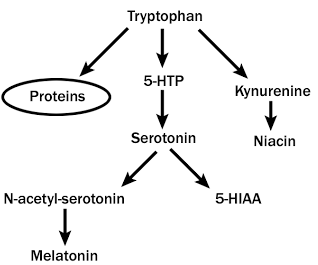 Tryptophan
5-HTP
Kynurenine
Proteins
Serotonin
Niacin
N-acetyl-serotonin
5-HIAA
Melatonin